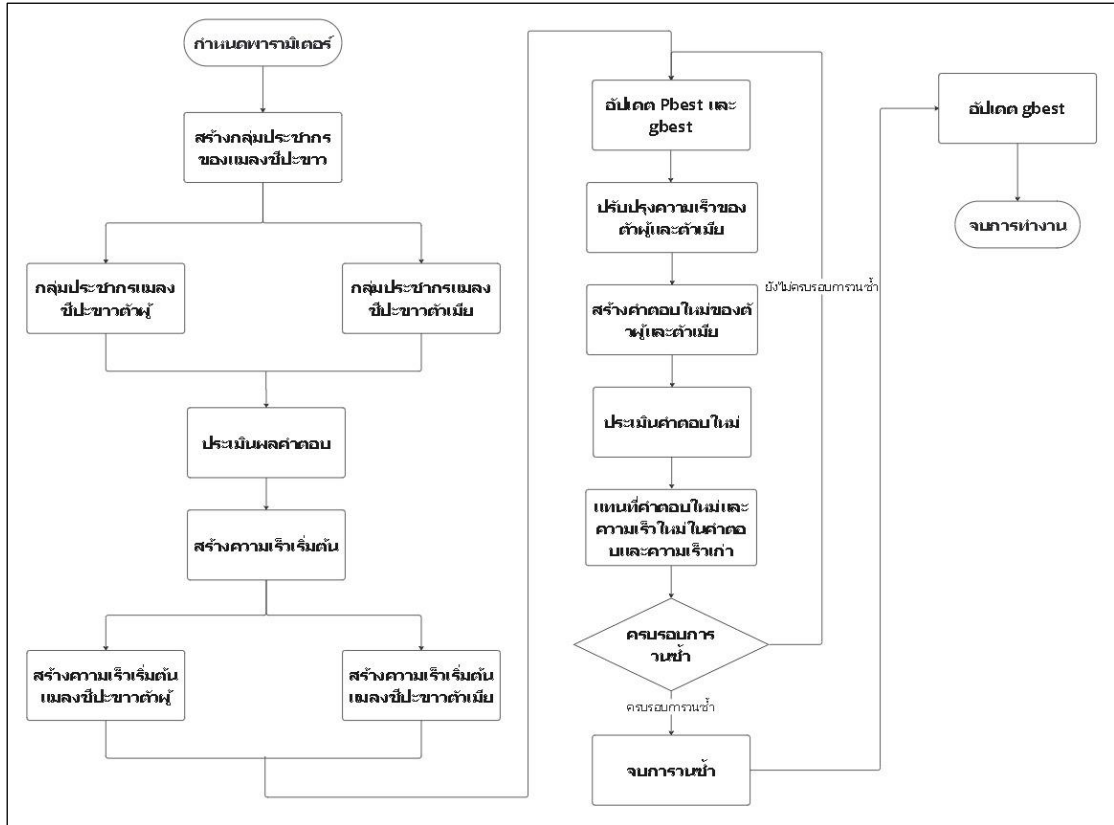 กำหนดพารามิเตอร์
สร้างกลุ่มประชากร
ของแมลงชีปะขาว
กลุ่มประชากรแมลง
ชีปะขาวตัวผู้
กลุ่มประชากรแมลง
ชีปะขาวตัวเมีย
ประเมินผลคำตอบ
สร้างความเร็วเริ่มต้น
สร้างความเร็วเริ่มต้น
แมลงชีปะขาวตัวผู้
สร้างความเร็วเริ่มต้น
แมลงชีปะขาวตัวเมีย
อัปเดต Pbest และ
gbest
ปรับปรุงความเร็วของ
ตัวผู้และตัวเมีย
สร้างคำตอบใหม่ของตั
วผู้และตัวเมีย
ประเมินคำตอบใหม่
แทนที่คำตอบใหม่และ
ความเร็วใหม่ในคำตอ
บและความเร็วเก่า
ครบรอบการ
วนซ้ำ
ยังไม่ครบรอบการวนซ้ำ
ครบรอบการวนซ้ำ
จบการวนซ้ำ
อัปเดต gbest
จบการทำงาน